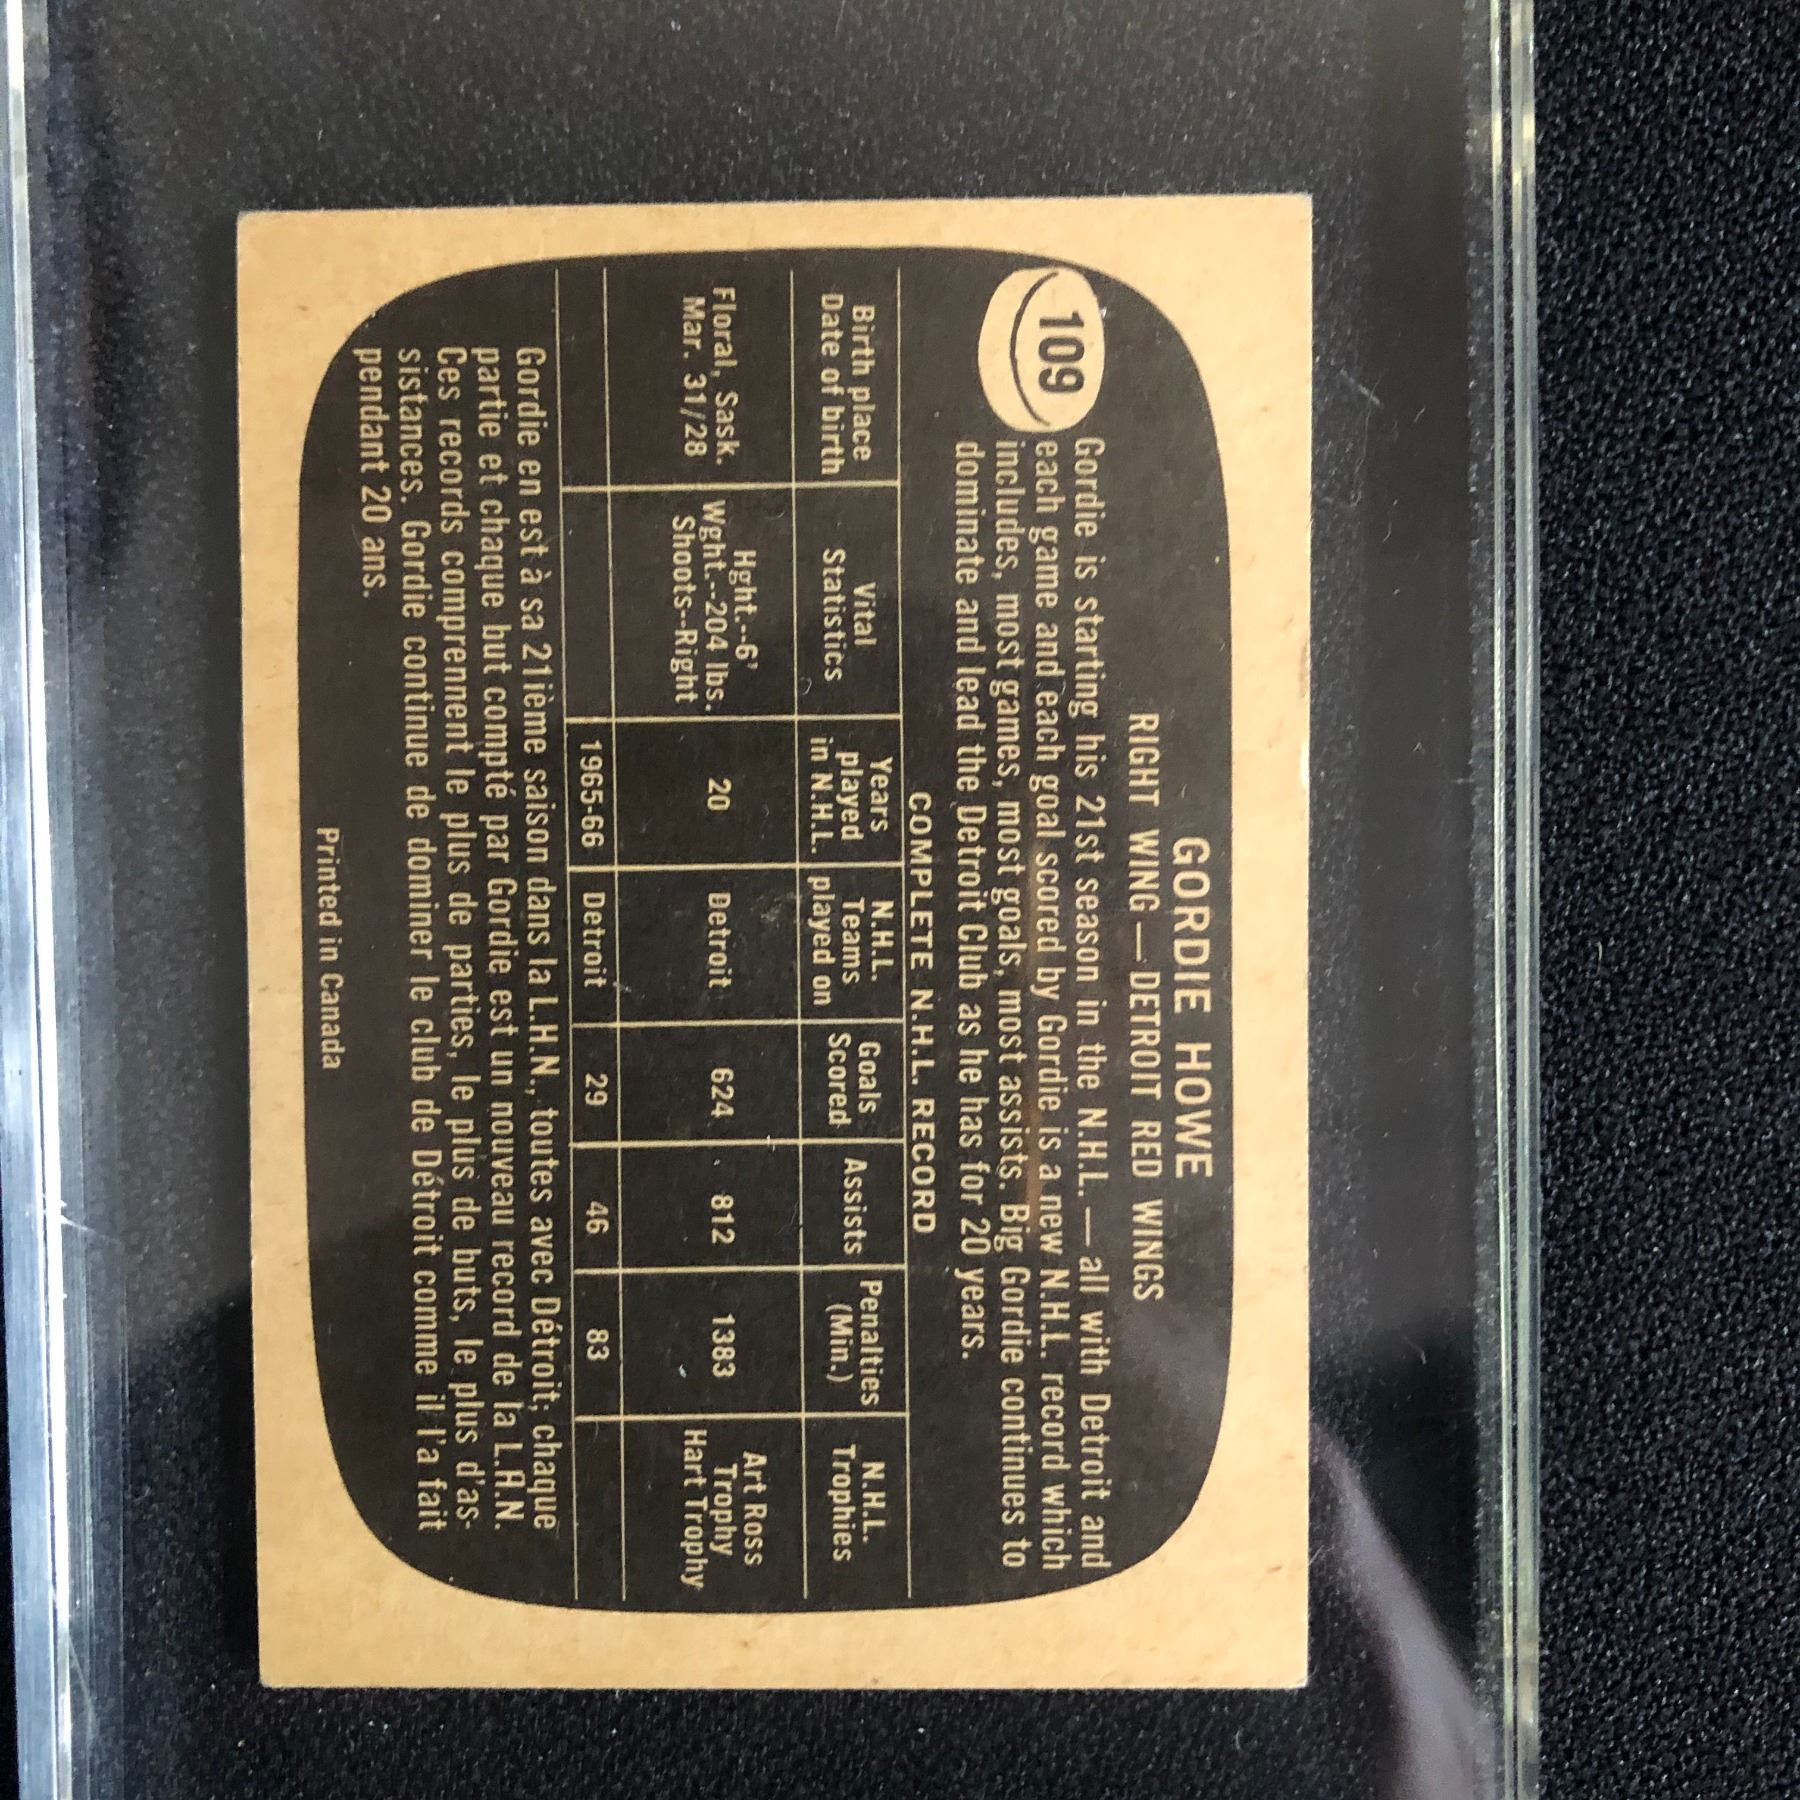 GORDIE HOWE
RIGHT WING — DETROIT RED WINGS
109
Gordie is starting his 21st season in the N.H.L. — all with Detroit and
each game and each goal scored by Gordie is a new N.H.L. record which
includes, most games, most goals, most assists. Big Gordie continues to
dominate and lead the Detroit Club as he has for 20 years.
COMPLETE N.H.L. RECORD
Birth place Date of birth | Vital Statistics | Years played in N.H.L. | N.H.L. Teams played on | Goals Scored | Assists | Penalties (Min.) | N.H.L. Trophies
Floral, Sask. Mar. 31/28 | Hght.--6' Wght.--204 lbs. Shoots--Right | 20 | Detroit | 624 | 812 | 1383 | Art Ross Trophy Hart Trophy
1965-66 | Detroit | 29 | 46 | 83
Gordie en est à sa 21ième saison dans la L.H.N., toutes avec Détroit; chaque
partie et chaque but compté par Gordie est un nouveau record de la L.H.N.
Ces records comprennent le plus de parties, le plus de buts, le plus d'as-
sistances. Gordie continue de dominer le club de Détroit comme il l'a fait
pendant 20 ans.
Printed in Canada